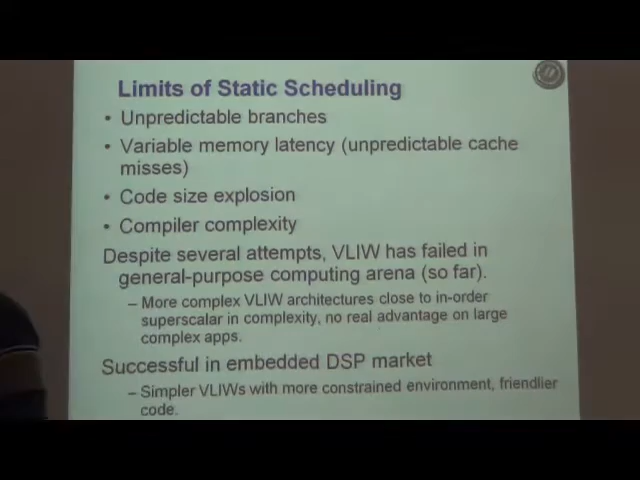 Limits of Static Scheduling
• Unpredictable branches
• Variable memory latency (unpredictable cache
misses)
• Code size explosion
• Compiler complexity
Despite several attempts, VLIW has failed in
general-purpose computing arena (so far).
– More complex VLIW architectures close to in-order
superscalar in complexity, no real advantage on large
complex apps.
Successful in embedded DSP market
– Simpler VLIWs with more constrained environment, friendlier
code.